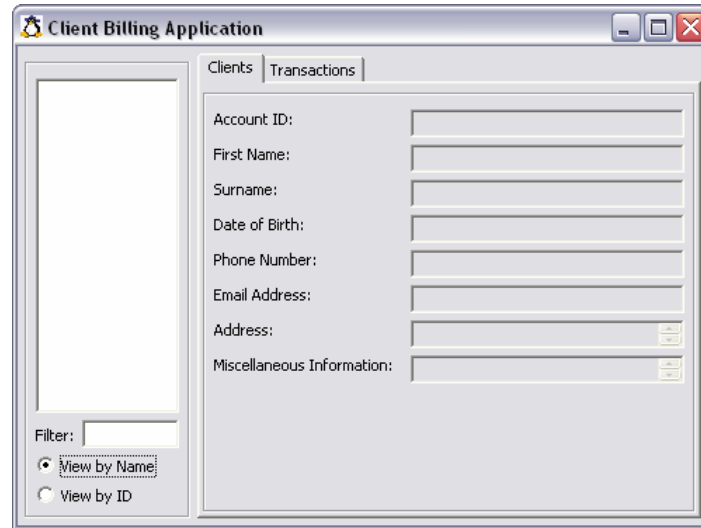 Client Billing Application
Clients
Transactions
Account ID:
First Name:
Surname:
Date of Birth:
Phone Number:
Email Address:
Address:
Miscellaneous Information:
Filter:
View by Name
View by ID